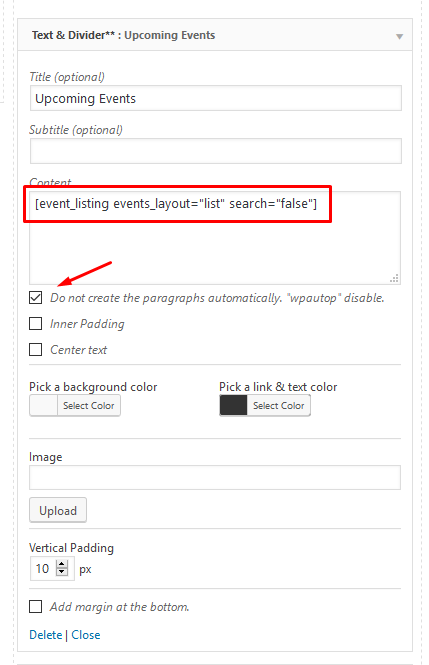 Text & Divider** : Upcoming Events
Title (optional)
Upcoming Events
Subtitle (optional)
Content
[event_listing events_layout="list" search="false"]
Do not create the paragraphs automatically. "wpautop" disable.
Inner Padding
Center text
Pick a background color
Select Color
Pick a link & text color
Select Color
Image
Upload
Vertical Padding
10 px
Add margin at the bottom.
Delete | Close